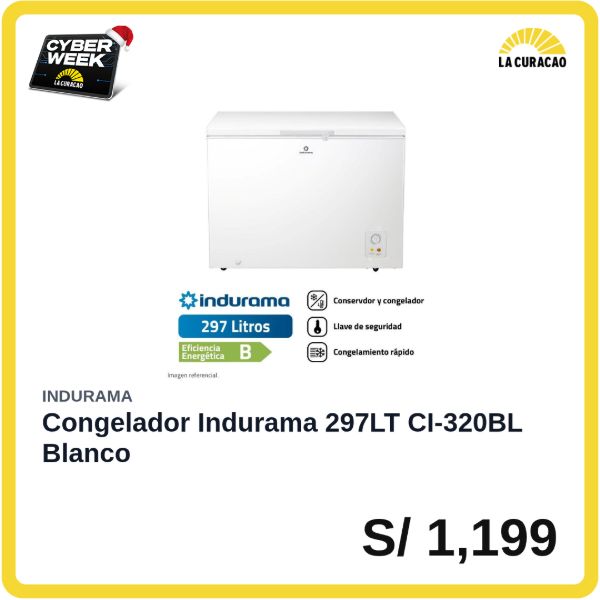 CYBER
WEEK
LA CURACAO
LA CURACAO
indurama
indurama
297 Litros
Eficiencia
Energética
B
Conservdor y congelador
Llave de seguridad
Congelamiento rápido
Imagen referencial.
INDURAMA
Congelador Indurama 297LT CI-320BL
Blanco
S/ 1,199